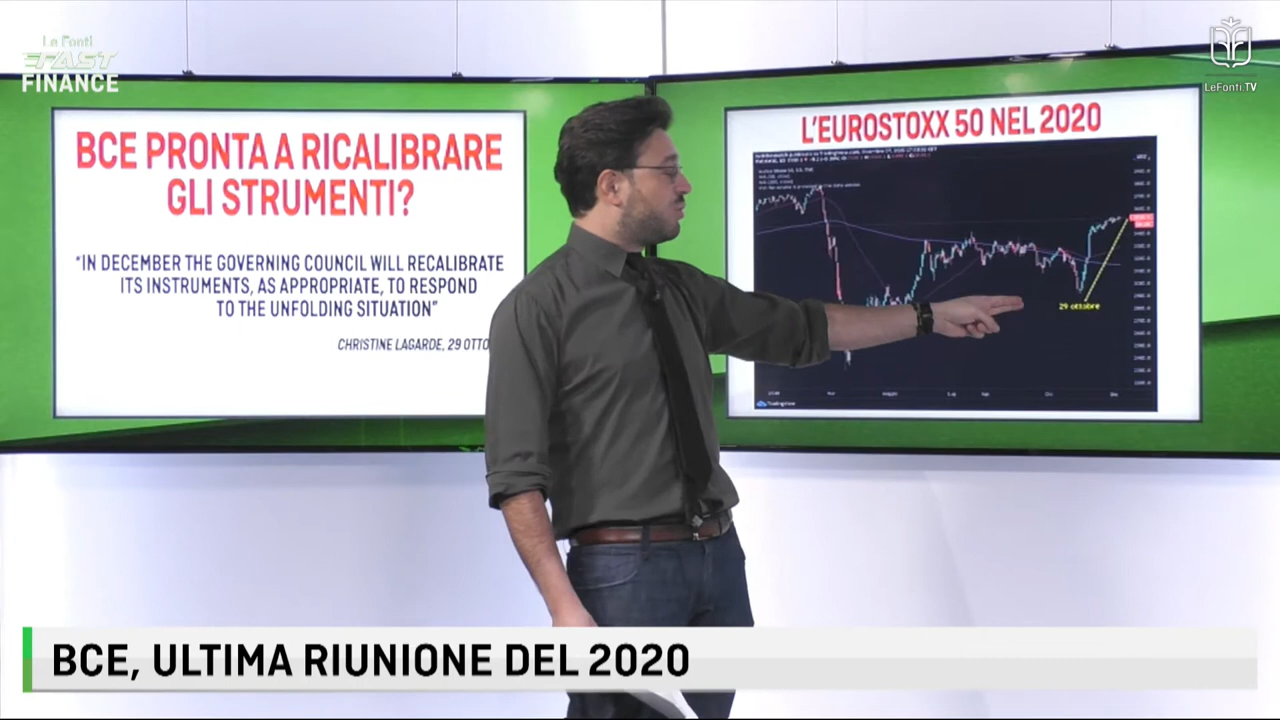 Le Fonti
FAST
FINANCE
LeFonti.TV
BCE PRONTA A RICALIBRARE
GLI STRUMENTI?
"IN DECEMBER THE GOVERNING COUNCIL WILL RECALIBRATE
ITS INSTRUMENTS, AS APPROPRIATE, TO RESPOND
TO THE UNFOLDING SITUATION"
CHRISTINE LAGARDE, 29 OTTO
L'EUROSTOXX 50 NEL 2020
29 ottobre
TradingView
BCE, ULTIMA RIUNIONE DEL 2020